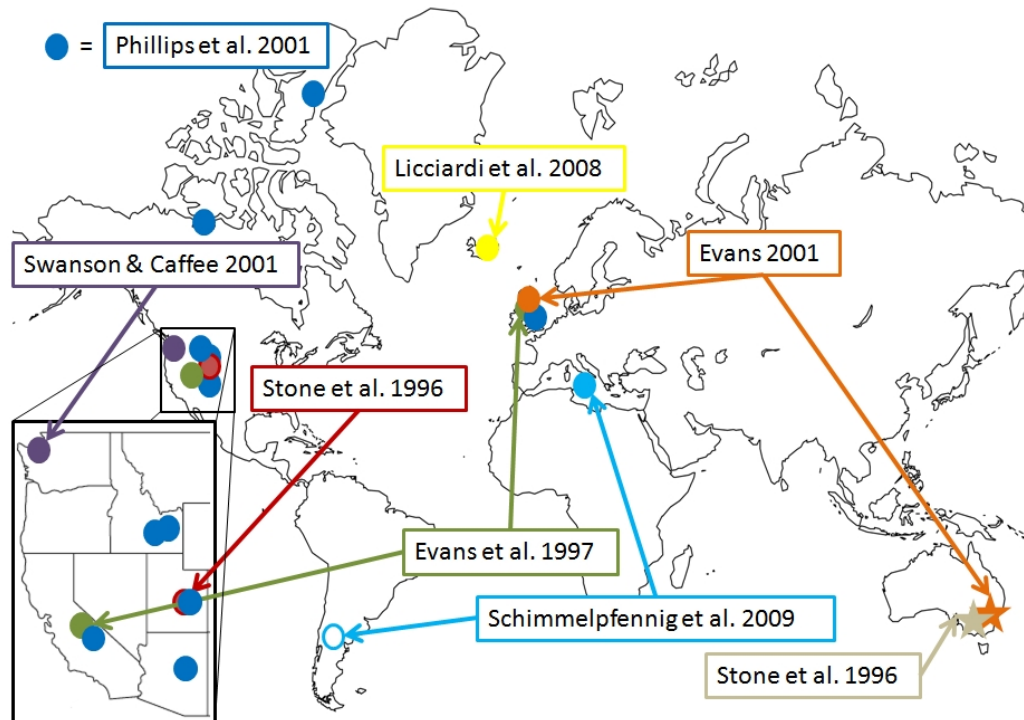 = Phillips et al. 2001
Licciardi et al. 2008
Evans 2001
Swanson & Caffee 2001
Stone et al. 1996
Evans et al. 1997
Schimmelpfennig et al. 2009
Stone et al. 1996